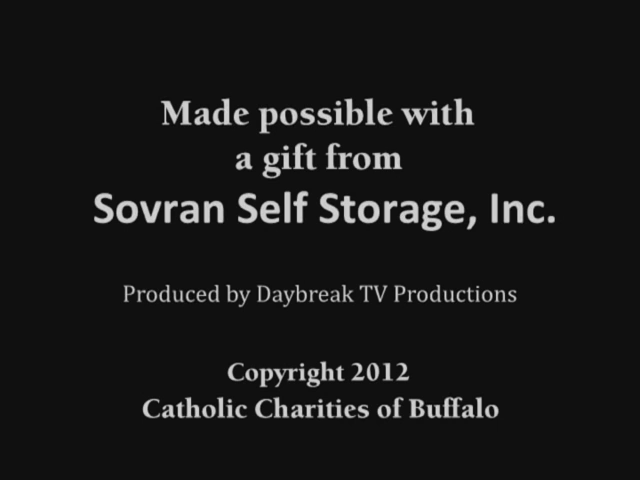 Made possible with
a gift from
Sovran Self Storage, Inc.
Produced by Daybreak TV Productions
Copyright 2012
Catholic Charities of Buffalo